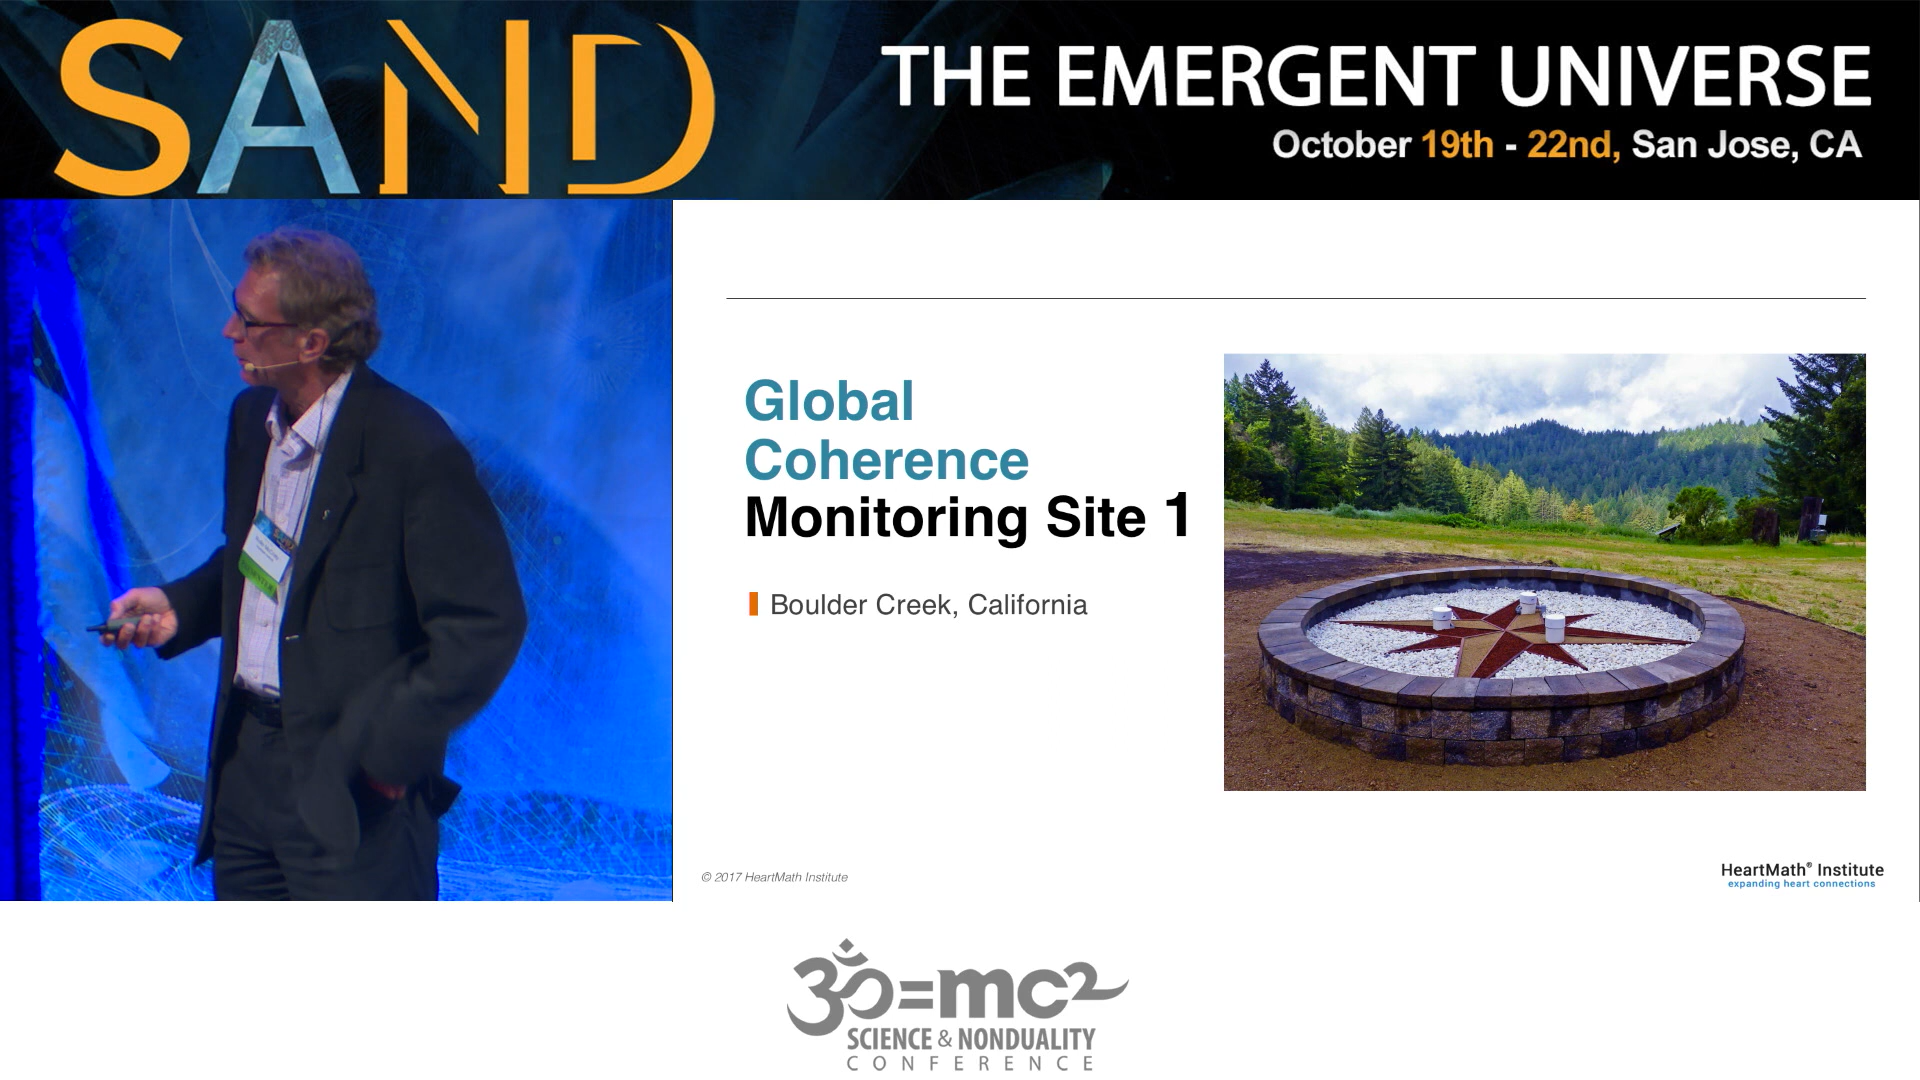 SAND
THE EMERGENT UNIVERSE
October 19th - 22nd, San Jose, CA
Global
Coherence
Monitoring Site 1
Boulder Creek, California
© 2017 HeartMath Institute
HeartMath® Institute
expanding heart connections
ॐ=mc2
SCIENCE & NONDUALITY
CONFERENCE